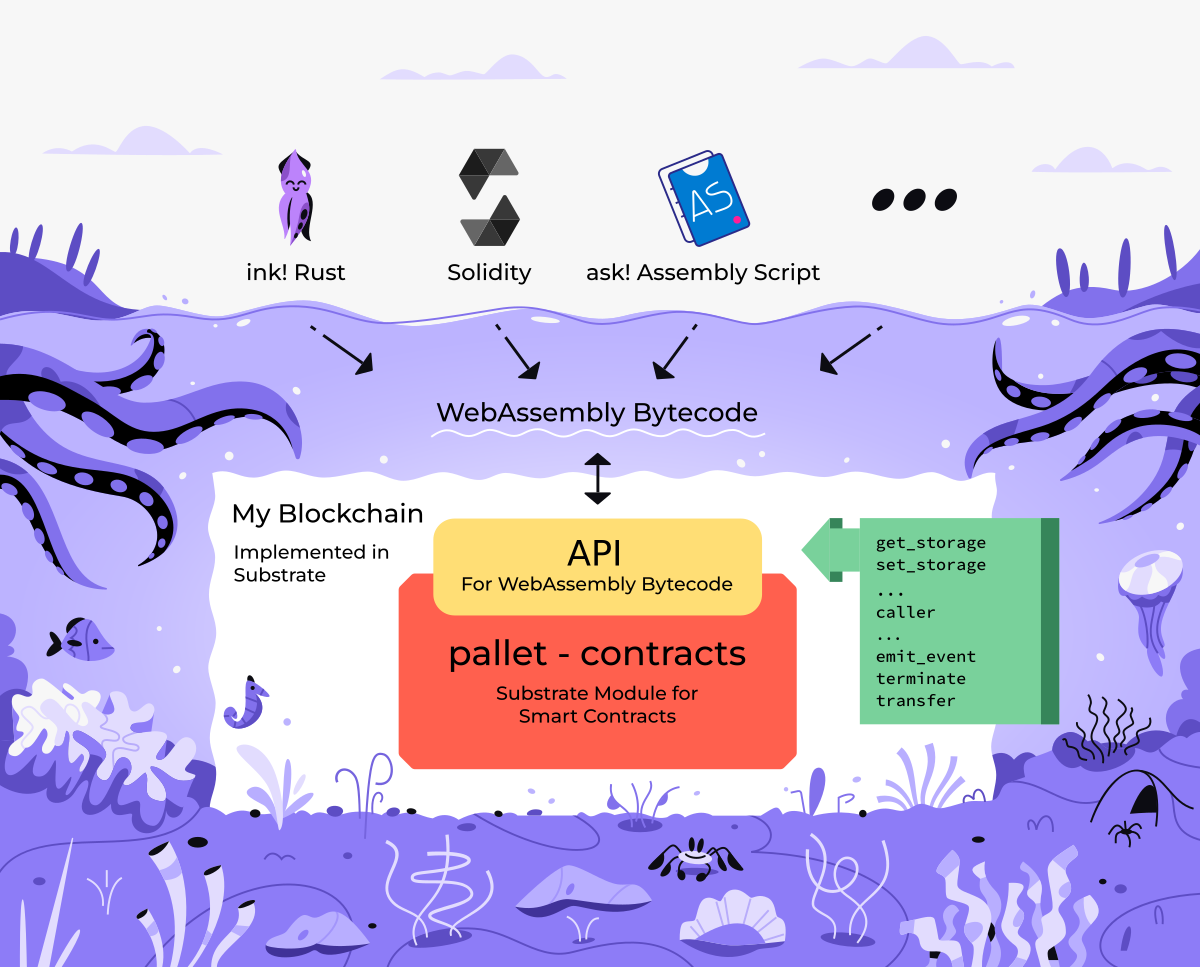 AS
ink! Rust
Solidity
ask! Assembly Script
WebAssembly Bytecode
My Blockchain
Implemented in
Substrate
API
For WebAssembly Bytecode
pallet - contracts
Substrate Module for
Smart Contracts
get_storage
set_storage
...
caller
...
emit_event
terminate
transfer